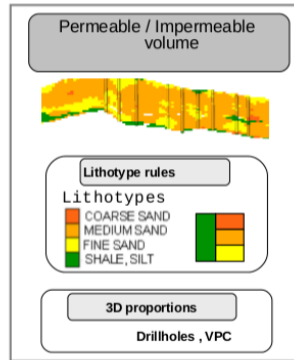 Permeable / Impermeable
volume
Lithotype rules
Lithotypes
COARSE SAND
MEDIUM SAND
FINE SAND
SHALE, SILT
3D proportions
Drillholes , VPC